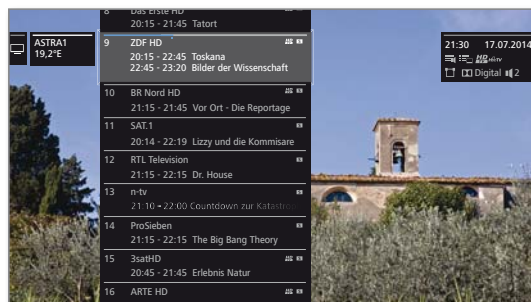 8 Das Erste HD
20:15 - 21:45 Tatort
ASTRA1
19,2°E
9 ZDF HD
20:15 - 22:45 Toskana
22:45 - 23:20 Bilder der Wissenschaft
10 BR Nord HD
21:15 - 21:45 Vor Ort - Die Reportage
11 SAT.1
20:14 - 22:19 Lizzy und die Kommisare
12 RTL Television
21:15 - 22:15 Dr. House
13 n-tv
21:10 - 22:00 Countdown zur Katastro
14 ProSieben
21:15 - 22:15 The Big Bang Theory
15 3satHD
20:45 - 21:45 Erlebnis Natur
16 ARTE HD
21:30 17.07.2014
Digital 2